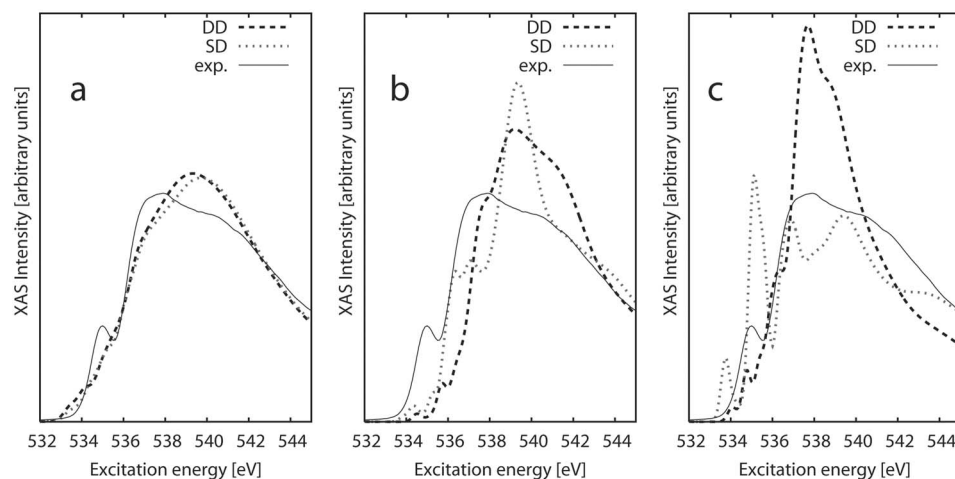 DD
SD
exp.
a
XAS Intensity [arbitrary units]
532 534 536 538 540 542 544
Excitation energy [eV]
DD
SD
exp.
b
XAS Intensity [arbitrary units]
532 534 536 538 540 542 544
Excitation energy [eV]
DD
SD
exp.
c
XAS Intensity [arbitrary units]
532 534 536 538 540 542 544
Excitation energy [eV]